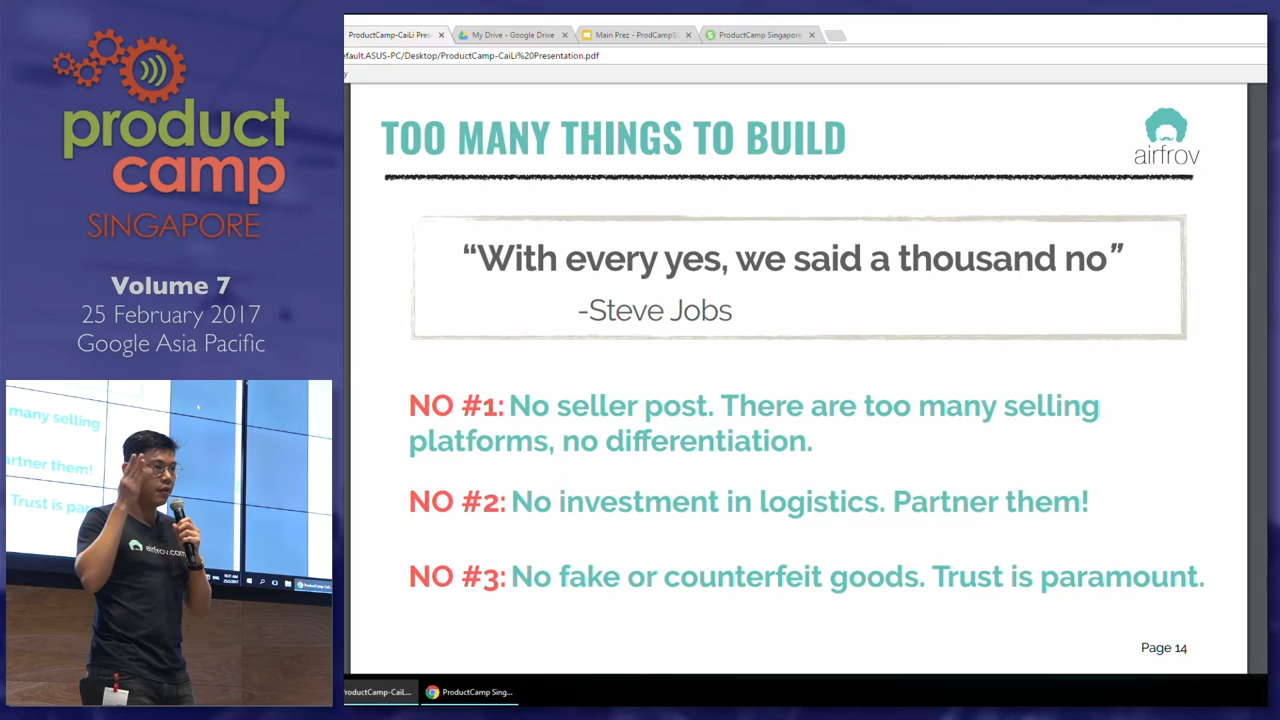 product
camp
SINGAPORE
Volume 7
25 February 2017
Google Asia Pacific
many selling
artner them!
Trust is par
airfrov.com
ProductCamp-CaiLi Pres
My Drive - Google Drive
Main Prez - ProdCampS
ProductCamp Singapore
efault.ASUS-PC/Desktop/ProductCamp-CaiLi%20Presentation.pdf
TOO MANY THINGS TO BUILD
airfrov
“With every yes, we said a thousand no”
-Steve Jobs
NO #1: No seller post. There are too many selling
platforms, no differentiation.
NO #2: No investment in logistics. Partner them!
NO #3: No fake or counterfeit goods. Trust is paramount.
Page 14
ProductCamp-CaiL...
ProductCamp Sing...